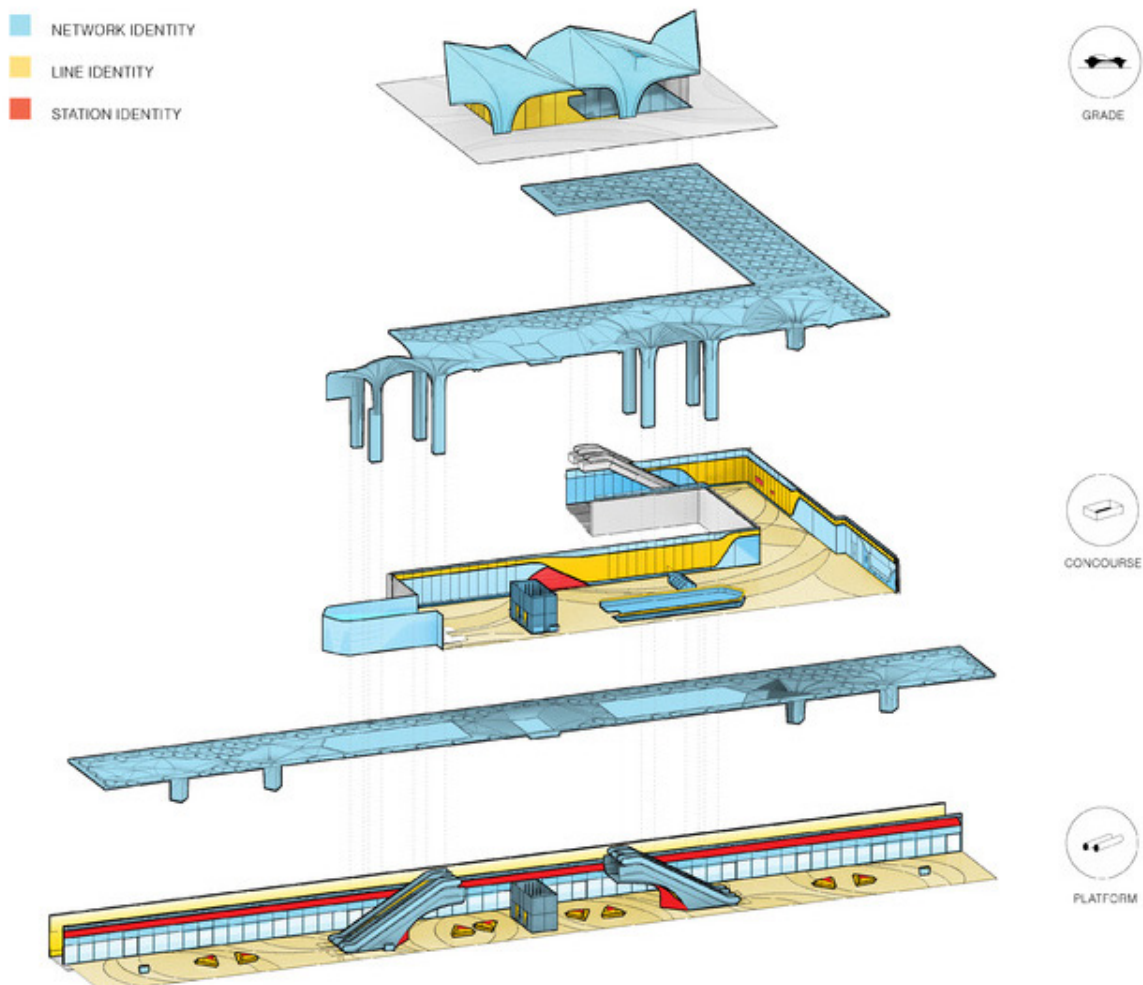 NETWORK IDENTITY
LINE IDENTITY
STATION IDENTITY
GRADE
CONCOURSE
PLATFORM